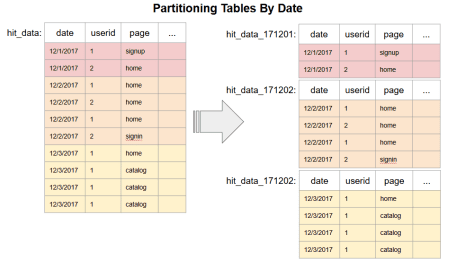 Partitioning Tables By Date
hit_data: date userid page ...
12/1/2017 1 signup
12/1/2017 2 home
12/2/2017 1 home
12/2/2017 2 home
12/2/2017 1 home
12/2/2017 2 signin
12/3/2017 1 home
12/3/2017 1 catalog
12/3/2017 1 catalog
12/3/2017 1 catalog
hit_data_171201: date userid page ...
12/1/2017 1 signup
12/1/2017 2 home
hit_data_171202: date userid page ...
12/2/2017 1 home
12/2/2017 2 home
12/2/2017 1 home
12/2/2017 2 signin
hit_data_171202: date userid page ...
12/3/2017 1 home
12/3/2017 1 catalog
12/3/2017 1 catalog
12/3/2017 1 catalog